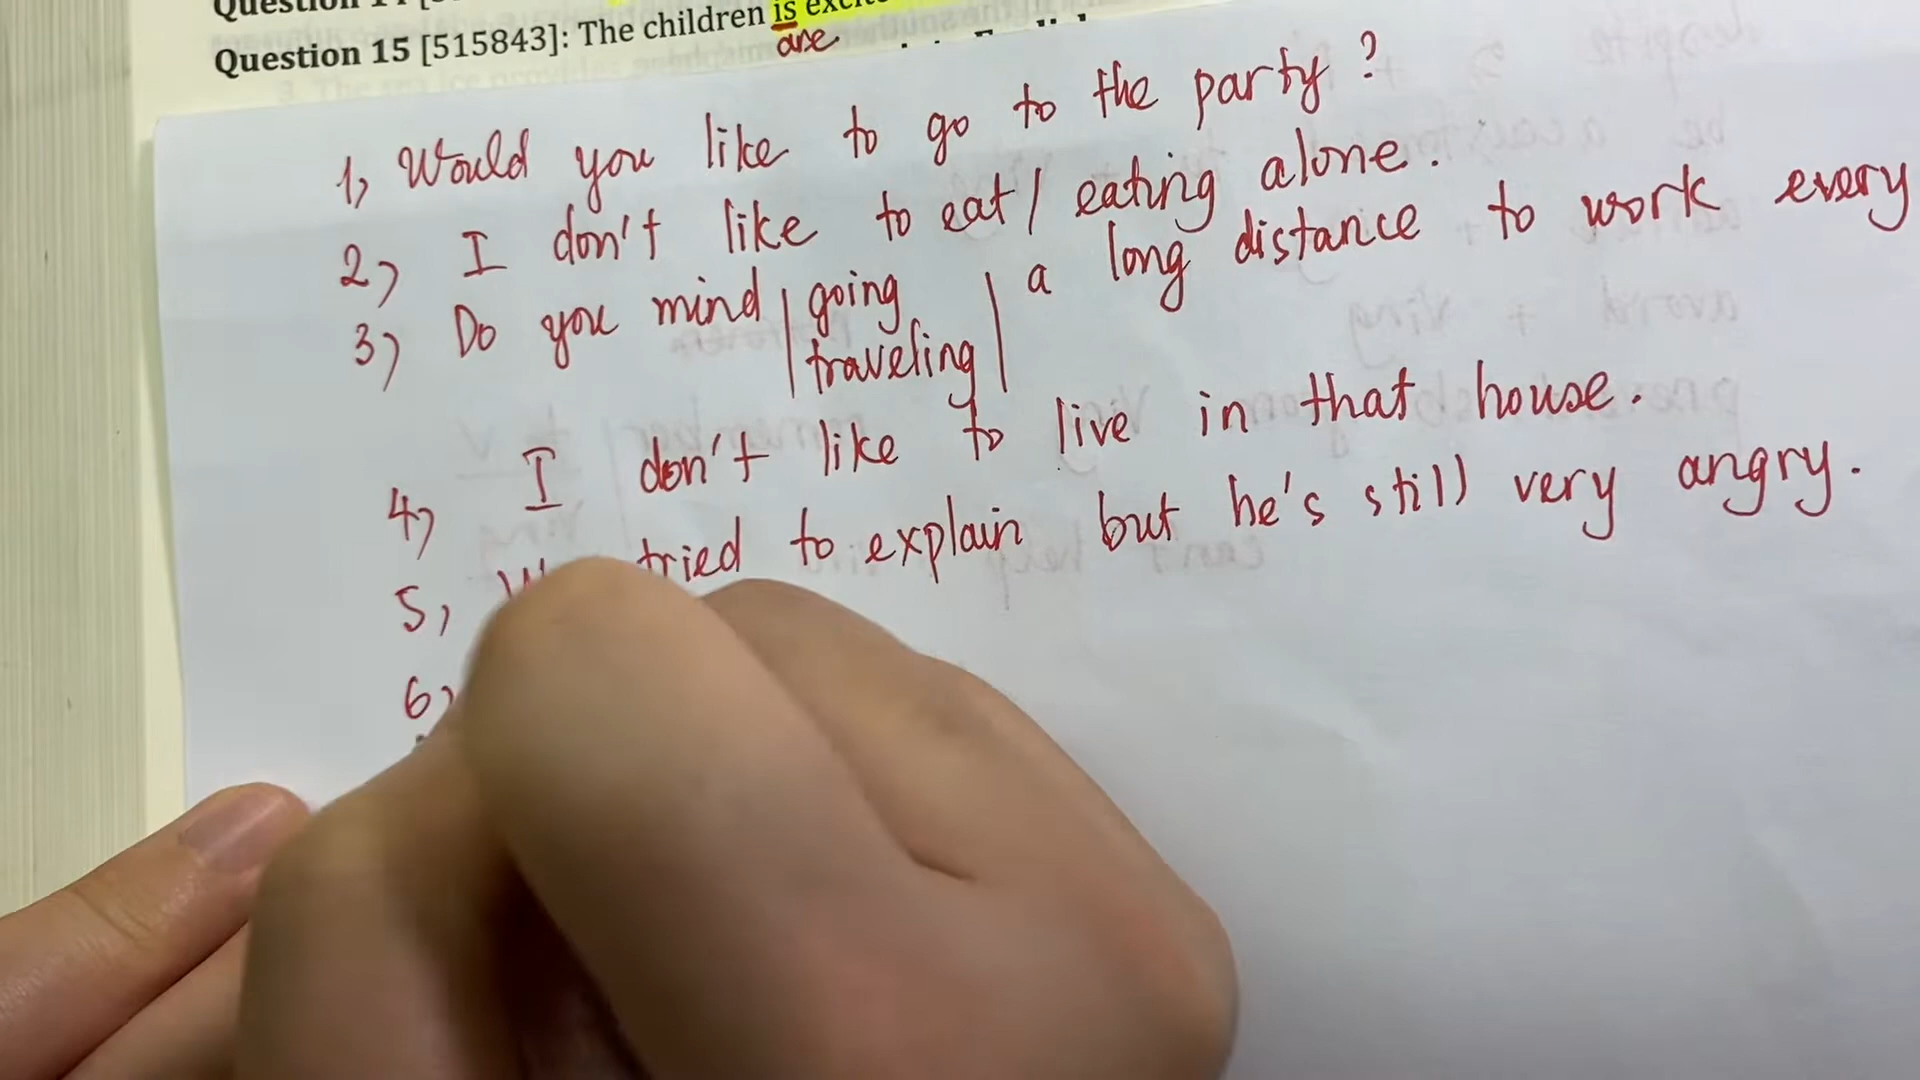 Question 15 [515843]: The children is
are
1, Would you like to go to the party?
2, I don't like to eat / eating alone.
3, Do you mind | going | a long distance to work every
traveling
4, I don't like to live in that house.
5, tried to explain but he's still very angry.
6,